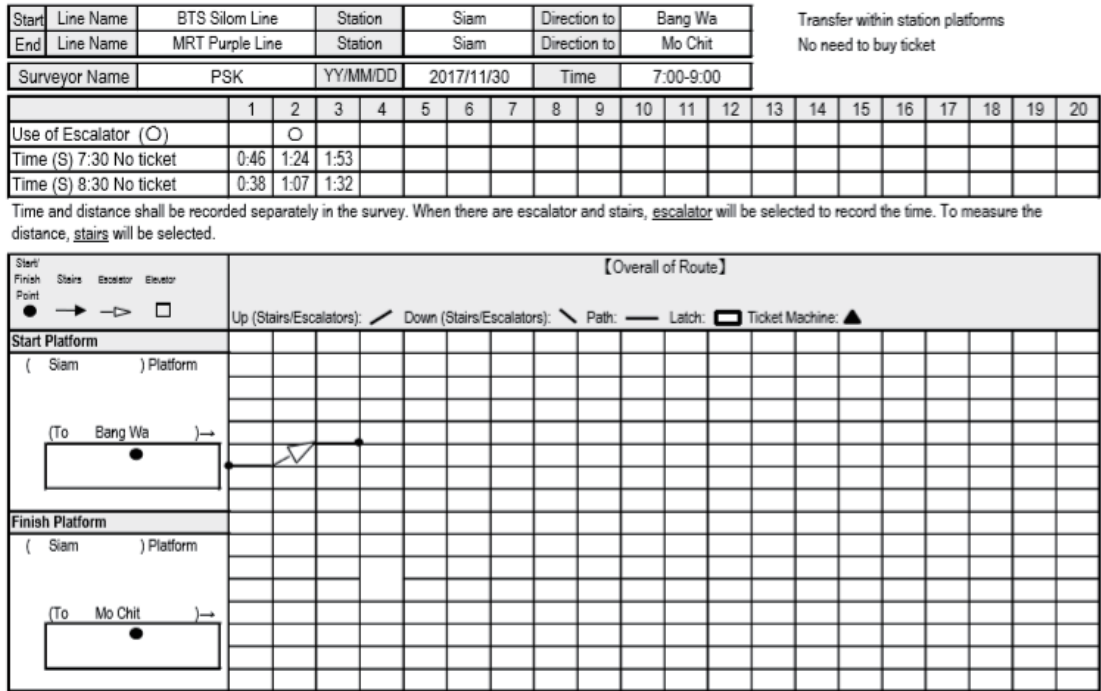 Start Line Name BTS Silom Line Station Siam Direction to Bang Wa Transfer within station platforms
End Line Name MRT Purple Line Station Siam Direction to Mo Chit No need to buy ticket
Surveyor Name PSK YY/MM/DD 2017/11/30 Time 7:00-9:00
1 2 3 4 5 6 7 8 9 10 11 12 13 14 15 16 17 18 19 20
Use of Escalator (○) ○
Time (S) 7:30 No ticket 0:46 1:24 1:53
Time (S) 8:30 No ticket 0:38 1:07 1:32
Time and distance shall be recorded separately in the survey. When there are escalator and stairs, escalator will be selected to record the time. To measure the
distance, stairs will be selected.
Start/
Finish
Point
Stairs Escalator Elevator
【Overall of Route】
Up (Stairs/Escalators): Down (Stairs/Escalators): Path: Latch: Ticket Machine:
Start Platform
( Siam ) Platform
(To Bang Wa )→
Finish Platform
( Siam ) Platform
(To Mo Chit )→